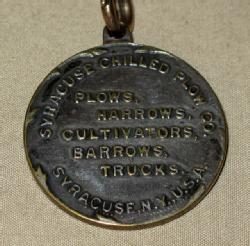 SYRACUSE CHILLED PLOW CO.
PLOWS,
HARROWS,
CULTIVATORS,
BARROWS,
TRUCKS.
SYRACUSE, N.Y., U.S.A.